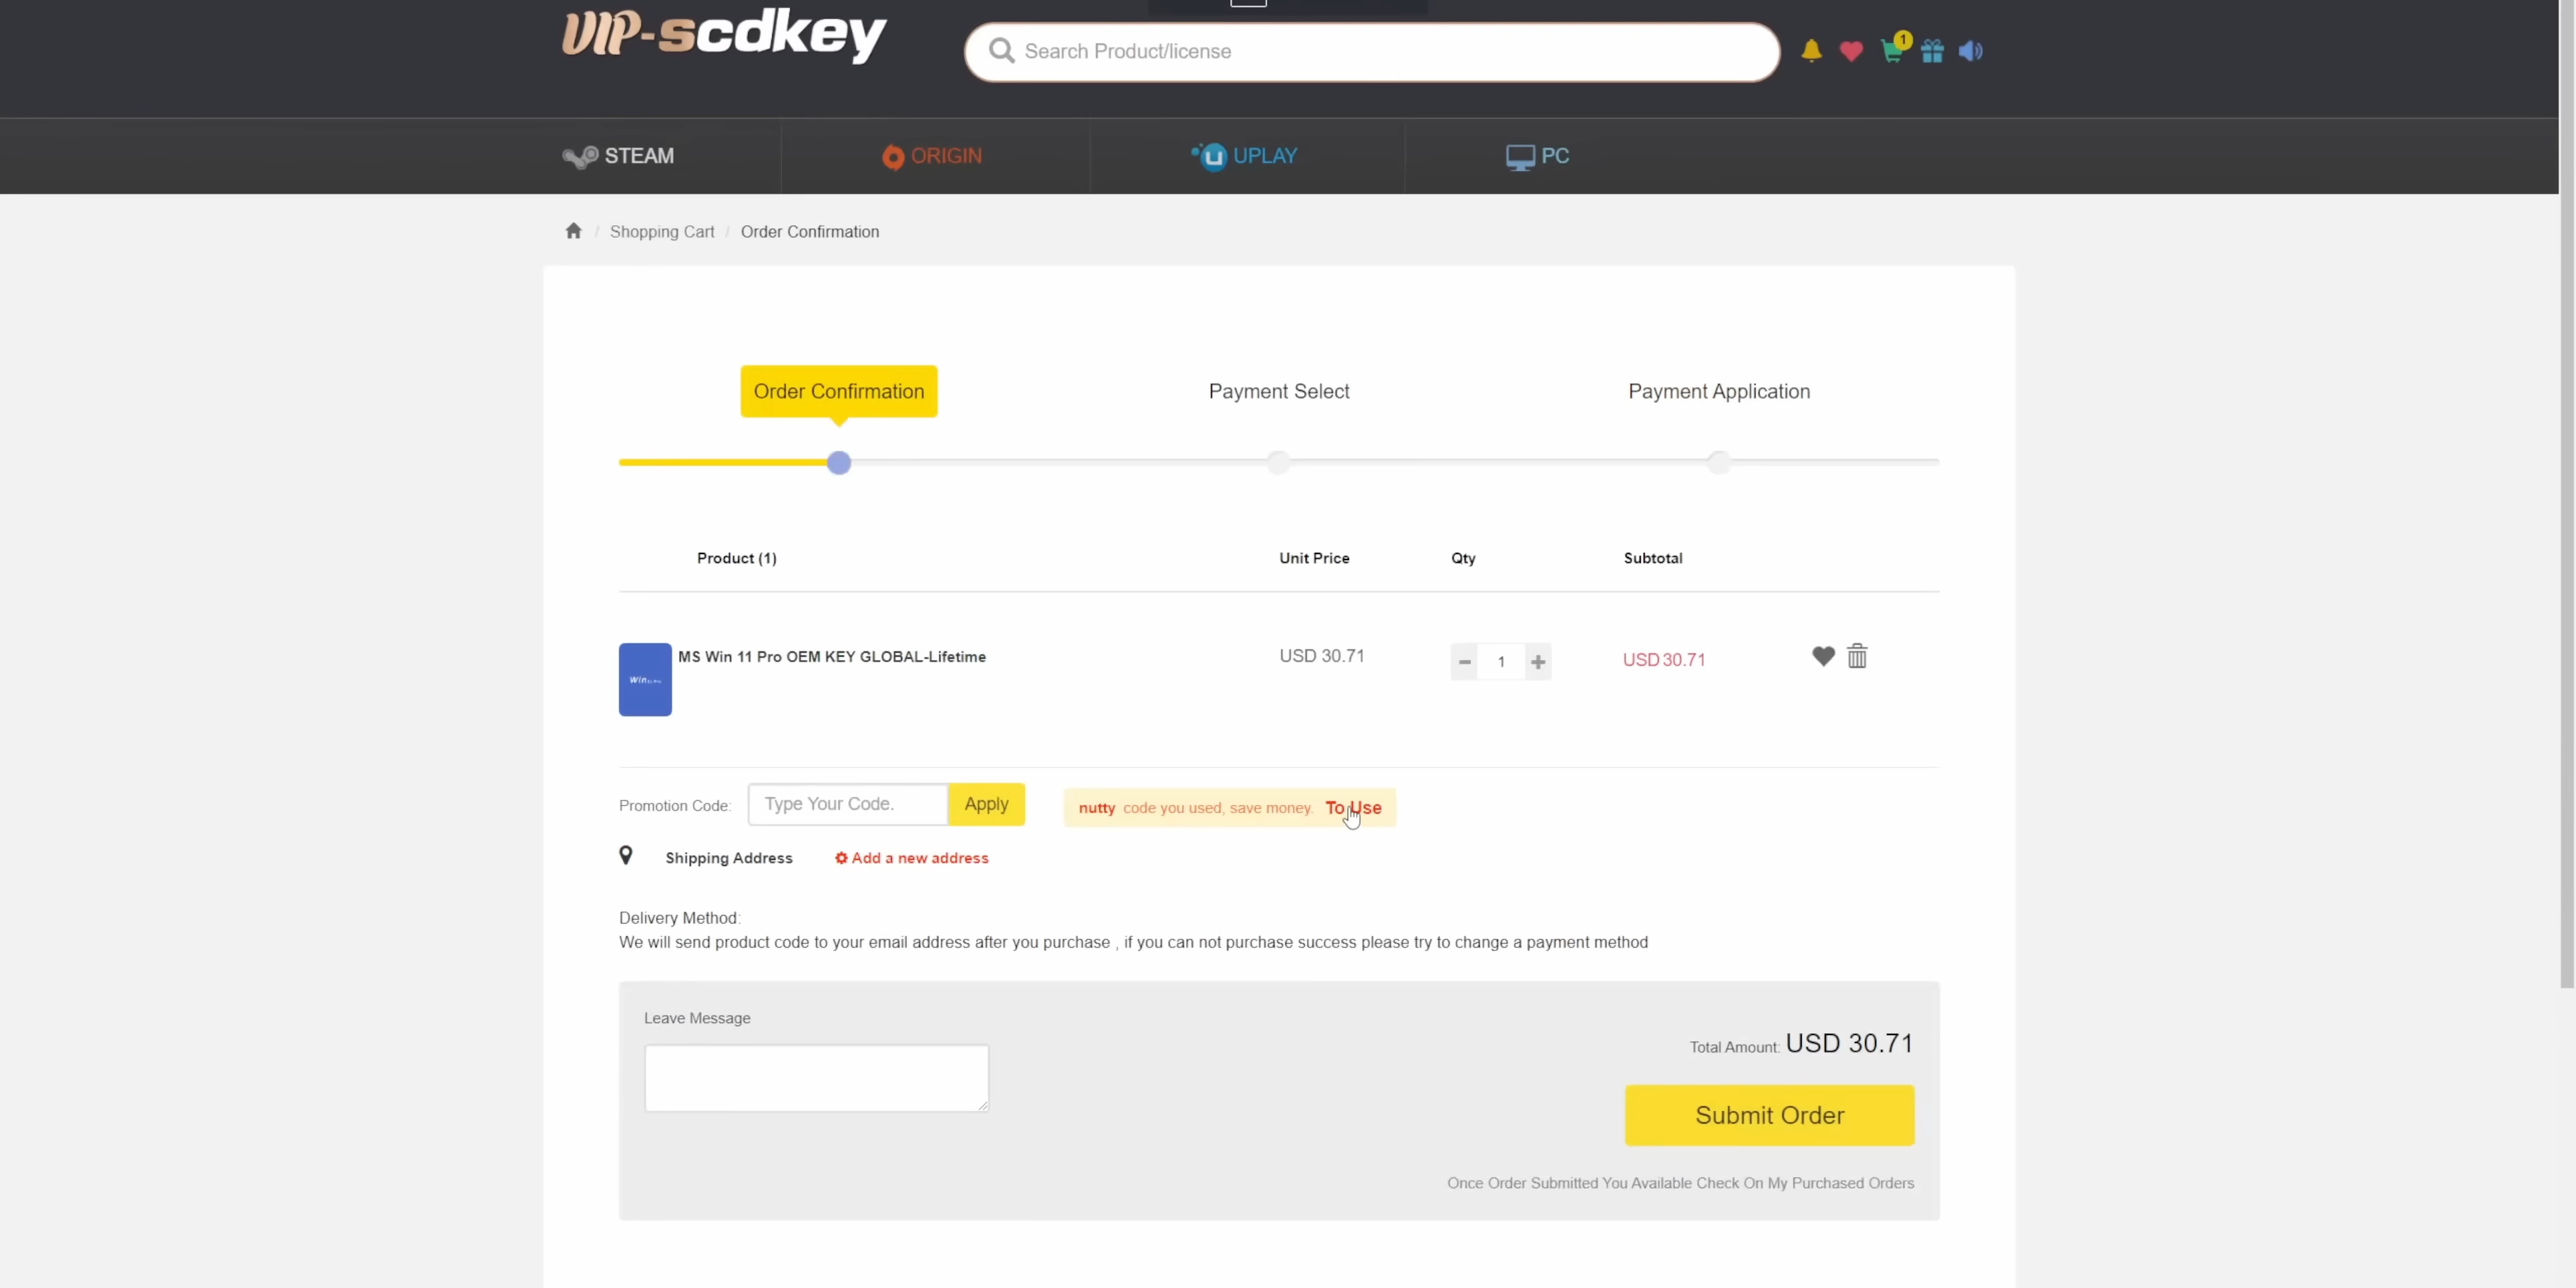 VIP-scdkey
Search Product/license
1
STEAM
ORIGIN
UPLAY
PC
/ Shopping Cart / Order Confirmation
Order Confirmation
Payment Select
Payment Application
Product (1)
Unit Price
Qty
Subtotal
Win
MS Win 11 Pro OEM KEY GLOBAL-Lifetime
USD 30.71
1
USD 30.71
Promotion Code:
Type Your Code.
Apply
nutty code you used, save money. To Use
Shipping Address
Add a new address
Delivery Method:
We will send product code to your email address after you purchase , if you can not purchase success please try to change a payment method
Leave Message
Total Amount: USD 30.71
Submit Order
Once Order Submitted You Available Check On My Purchased Orders